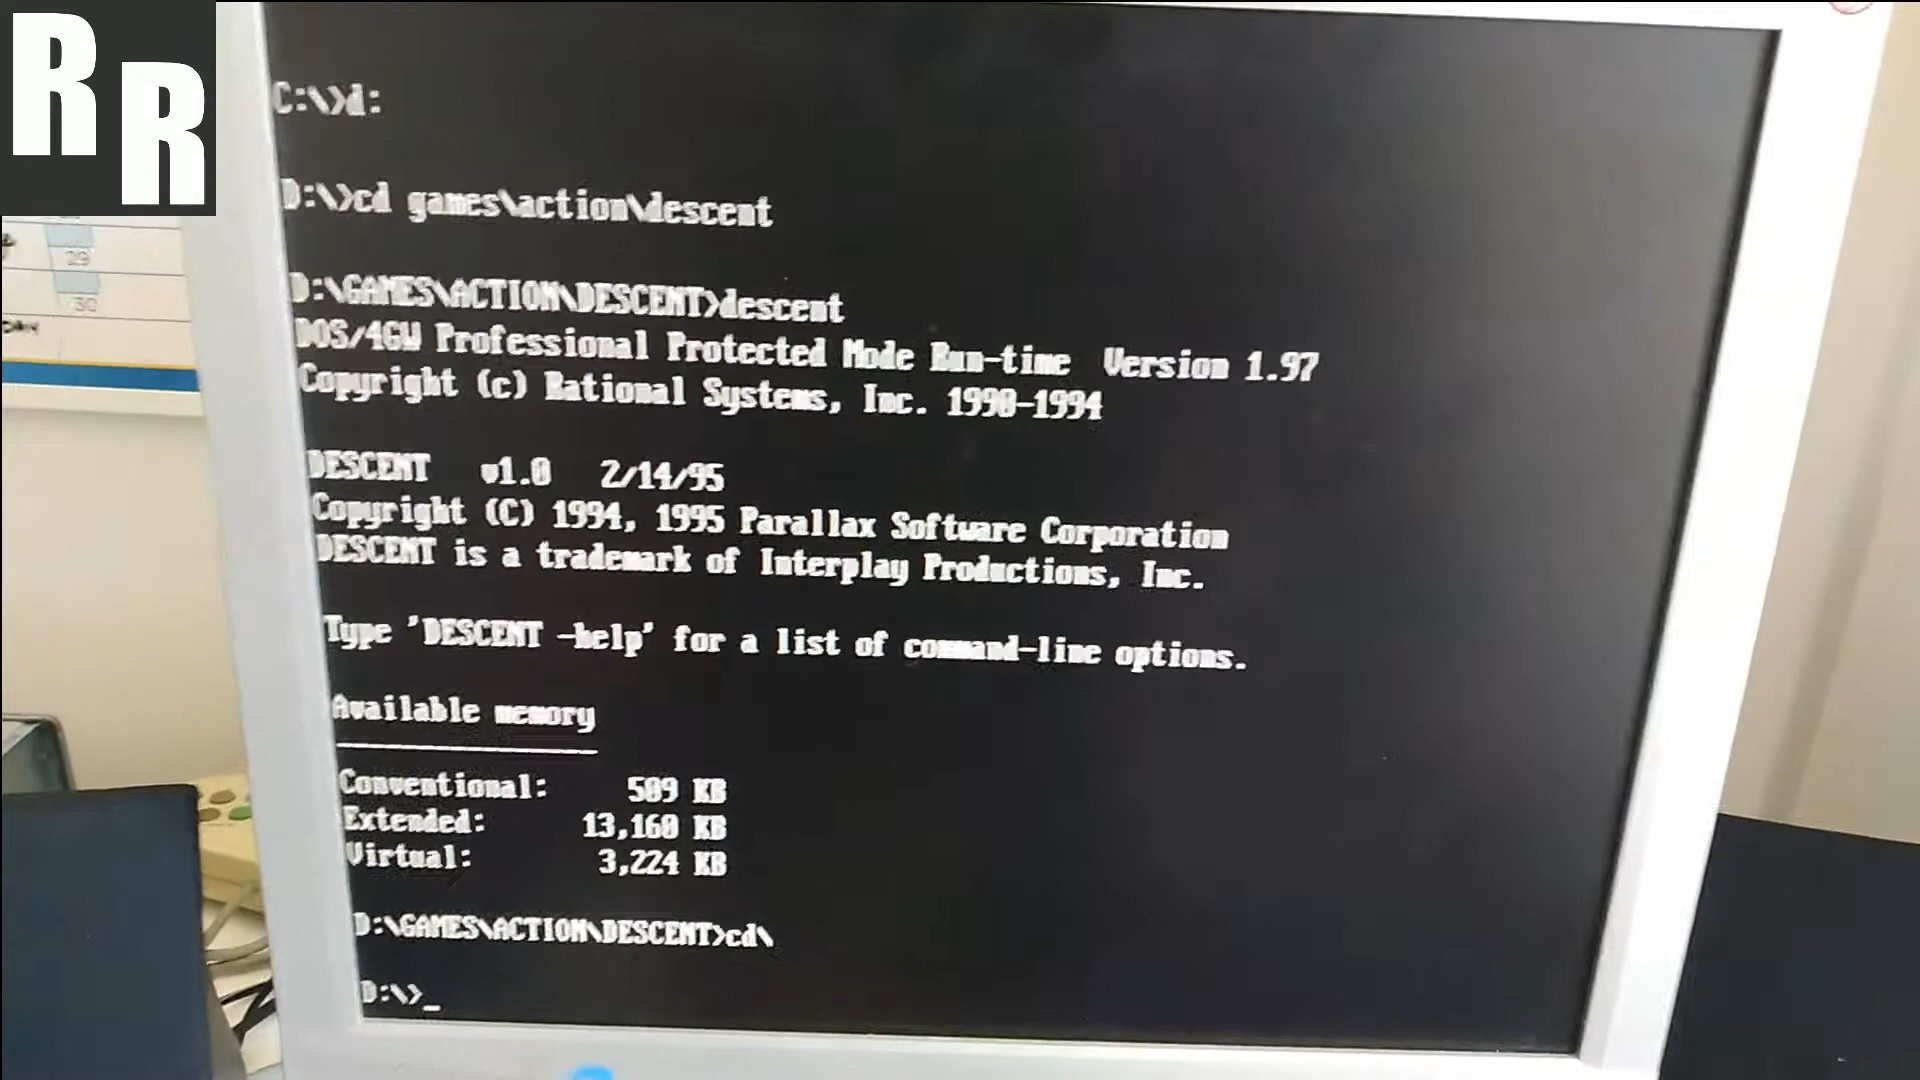 R
R
C:\>d:
D:\>cd games\action\descent
D:\GAMES\ACTION\DESCENT>descent
DOS/4GW Professional Protected Mode Run-time Version 1.97
Copyright (c) Rational Systems, Inc. 1990-1994
DESCENT v1.0 2/14/95
Copyright (C) 1994, 1995 Parallax Software Corporation
DESCENT is a trademark of Interplay Productions, Inc.
Type 'DESCENT -help' for a list of command-line options.
Available memory
Conventional: 509 KB
Extended: 13,160 KB
Virtual: 3,224 KB
D:\GAMES\ACTION\DESCENT>cd\
D:\>_
29
30